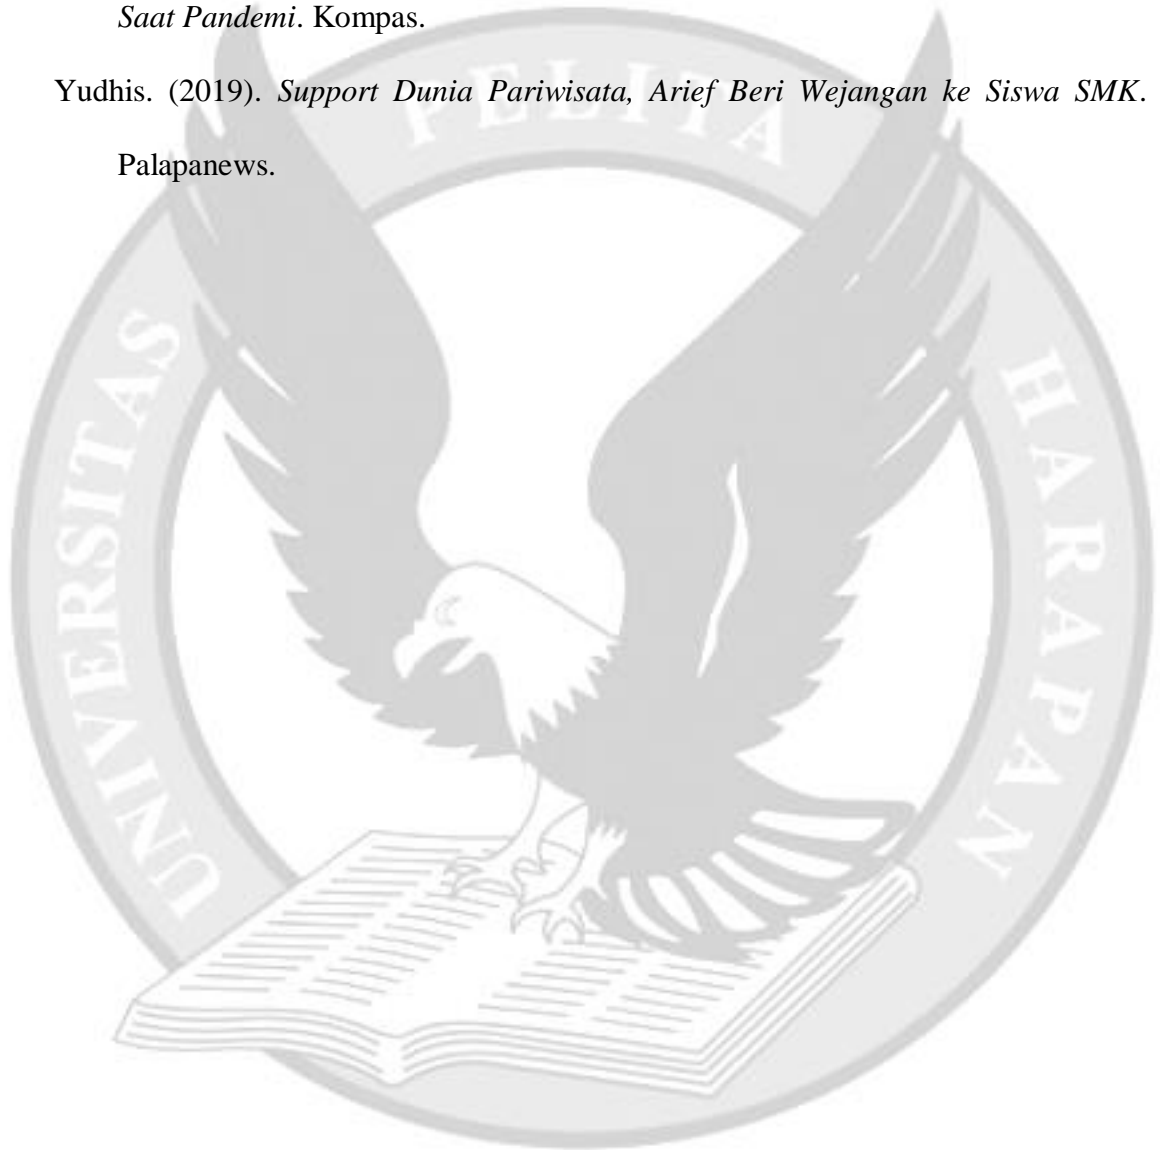 Saat Pandemi. Kompas.
Yudhis. (2019). Support Dunia Pariwisata, Arief Beri Wejangan ke Siswa SMK.
Palapanews.
UNIVERSITAS PELITA HARAPAN